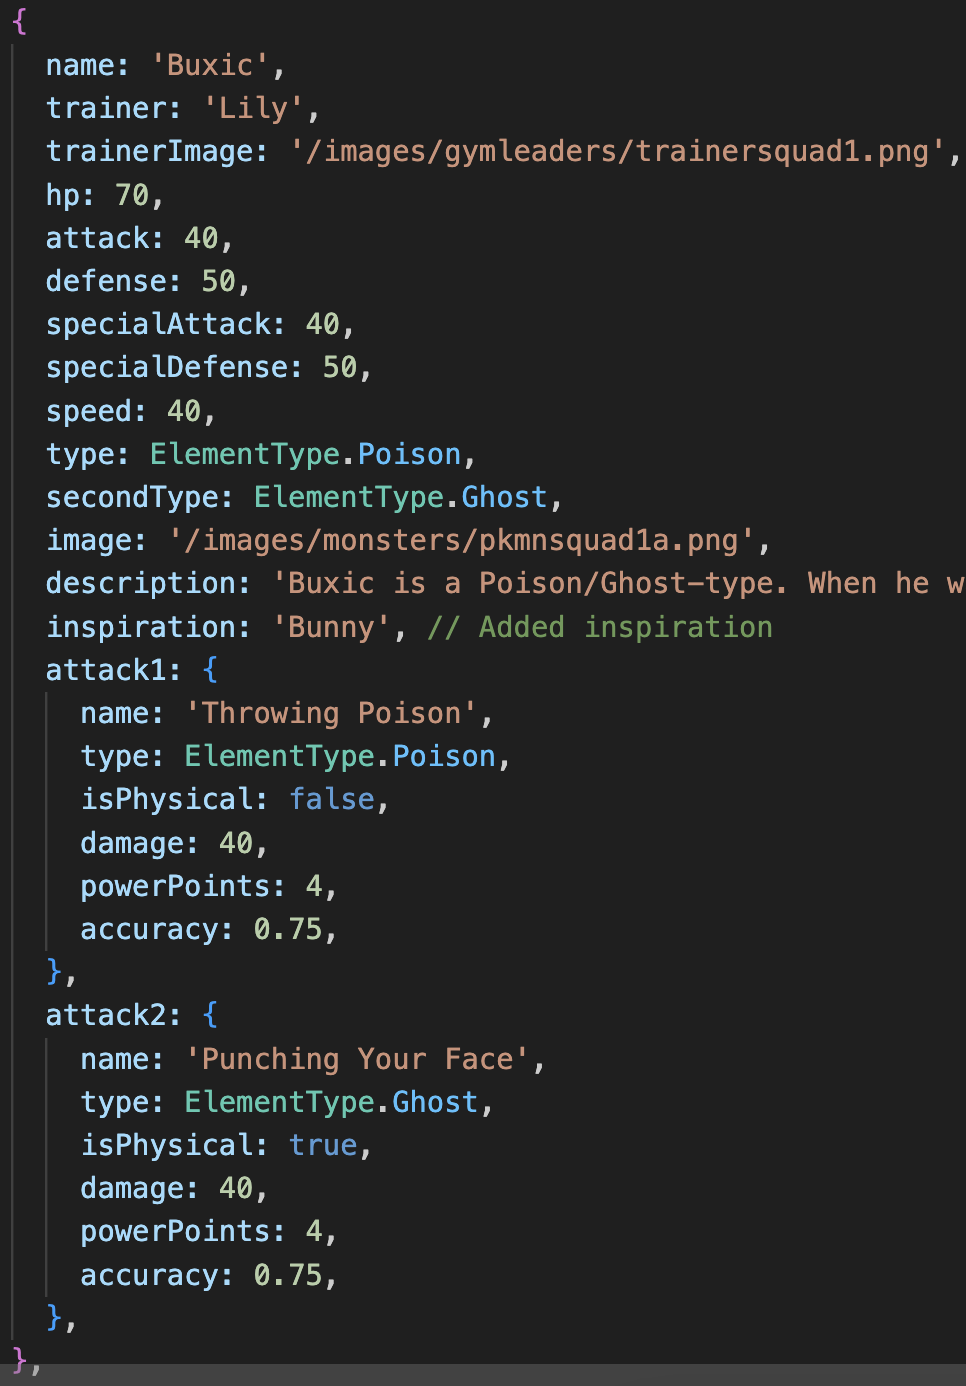 {
name: 'Buxic',
trainer: 'Lily',
trainerImage: '/images/gymleaders/trainersquad1.png',
hp: 70,
attack: 40,
defense: 50,
specialAttack: 40,
specialDefense: 50,
speed: 40,
type: ElementType.Poison,
secondType: ElementType.Ghost,
image: '/images/monsters/pkmnsquad1a.png',
description: 'Buxic is a Poison/Ghost-type. When he w
inspiration: 'Bunny', // Added inspiration
attack1: {
name: 'Throwing Poison',
type: ElementType.Poison,
isPhysical: false,
damage: 40,
powerPoints: 4,
accuracy: 0.75,
},
attack2: {
name: 'Punching Your Face',
type: ElementType.Ghost,
isPhysical: true,
damage: 40,
powerPoints: 4,
accuracy: 0.75,
},
},